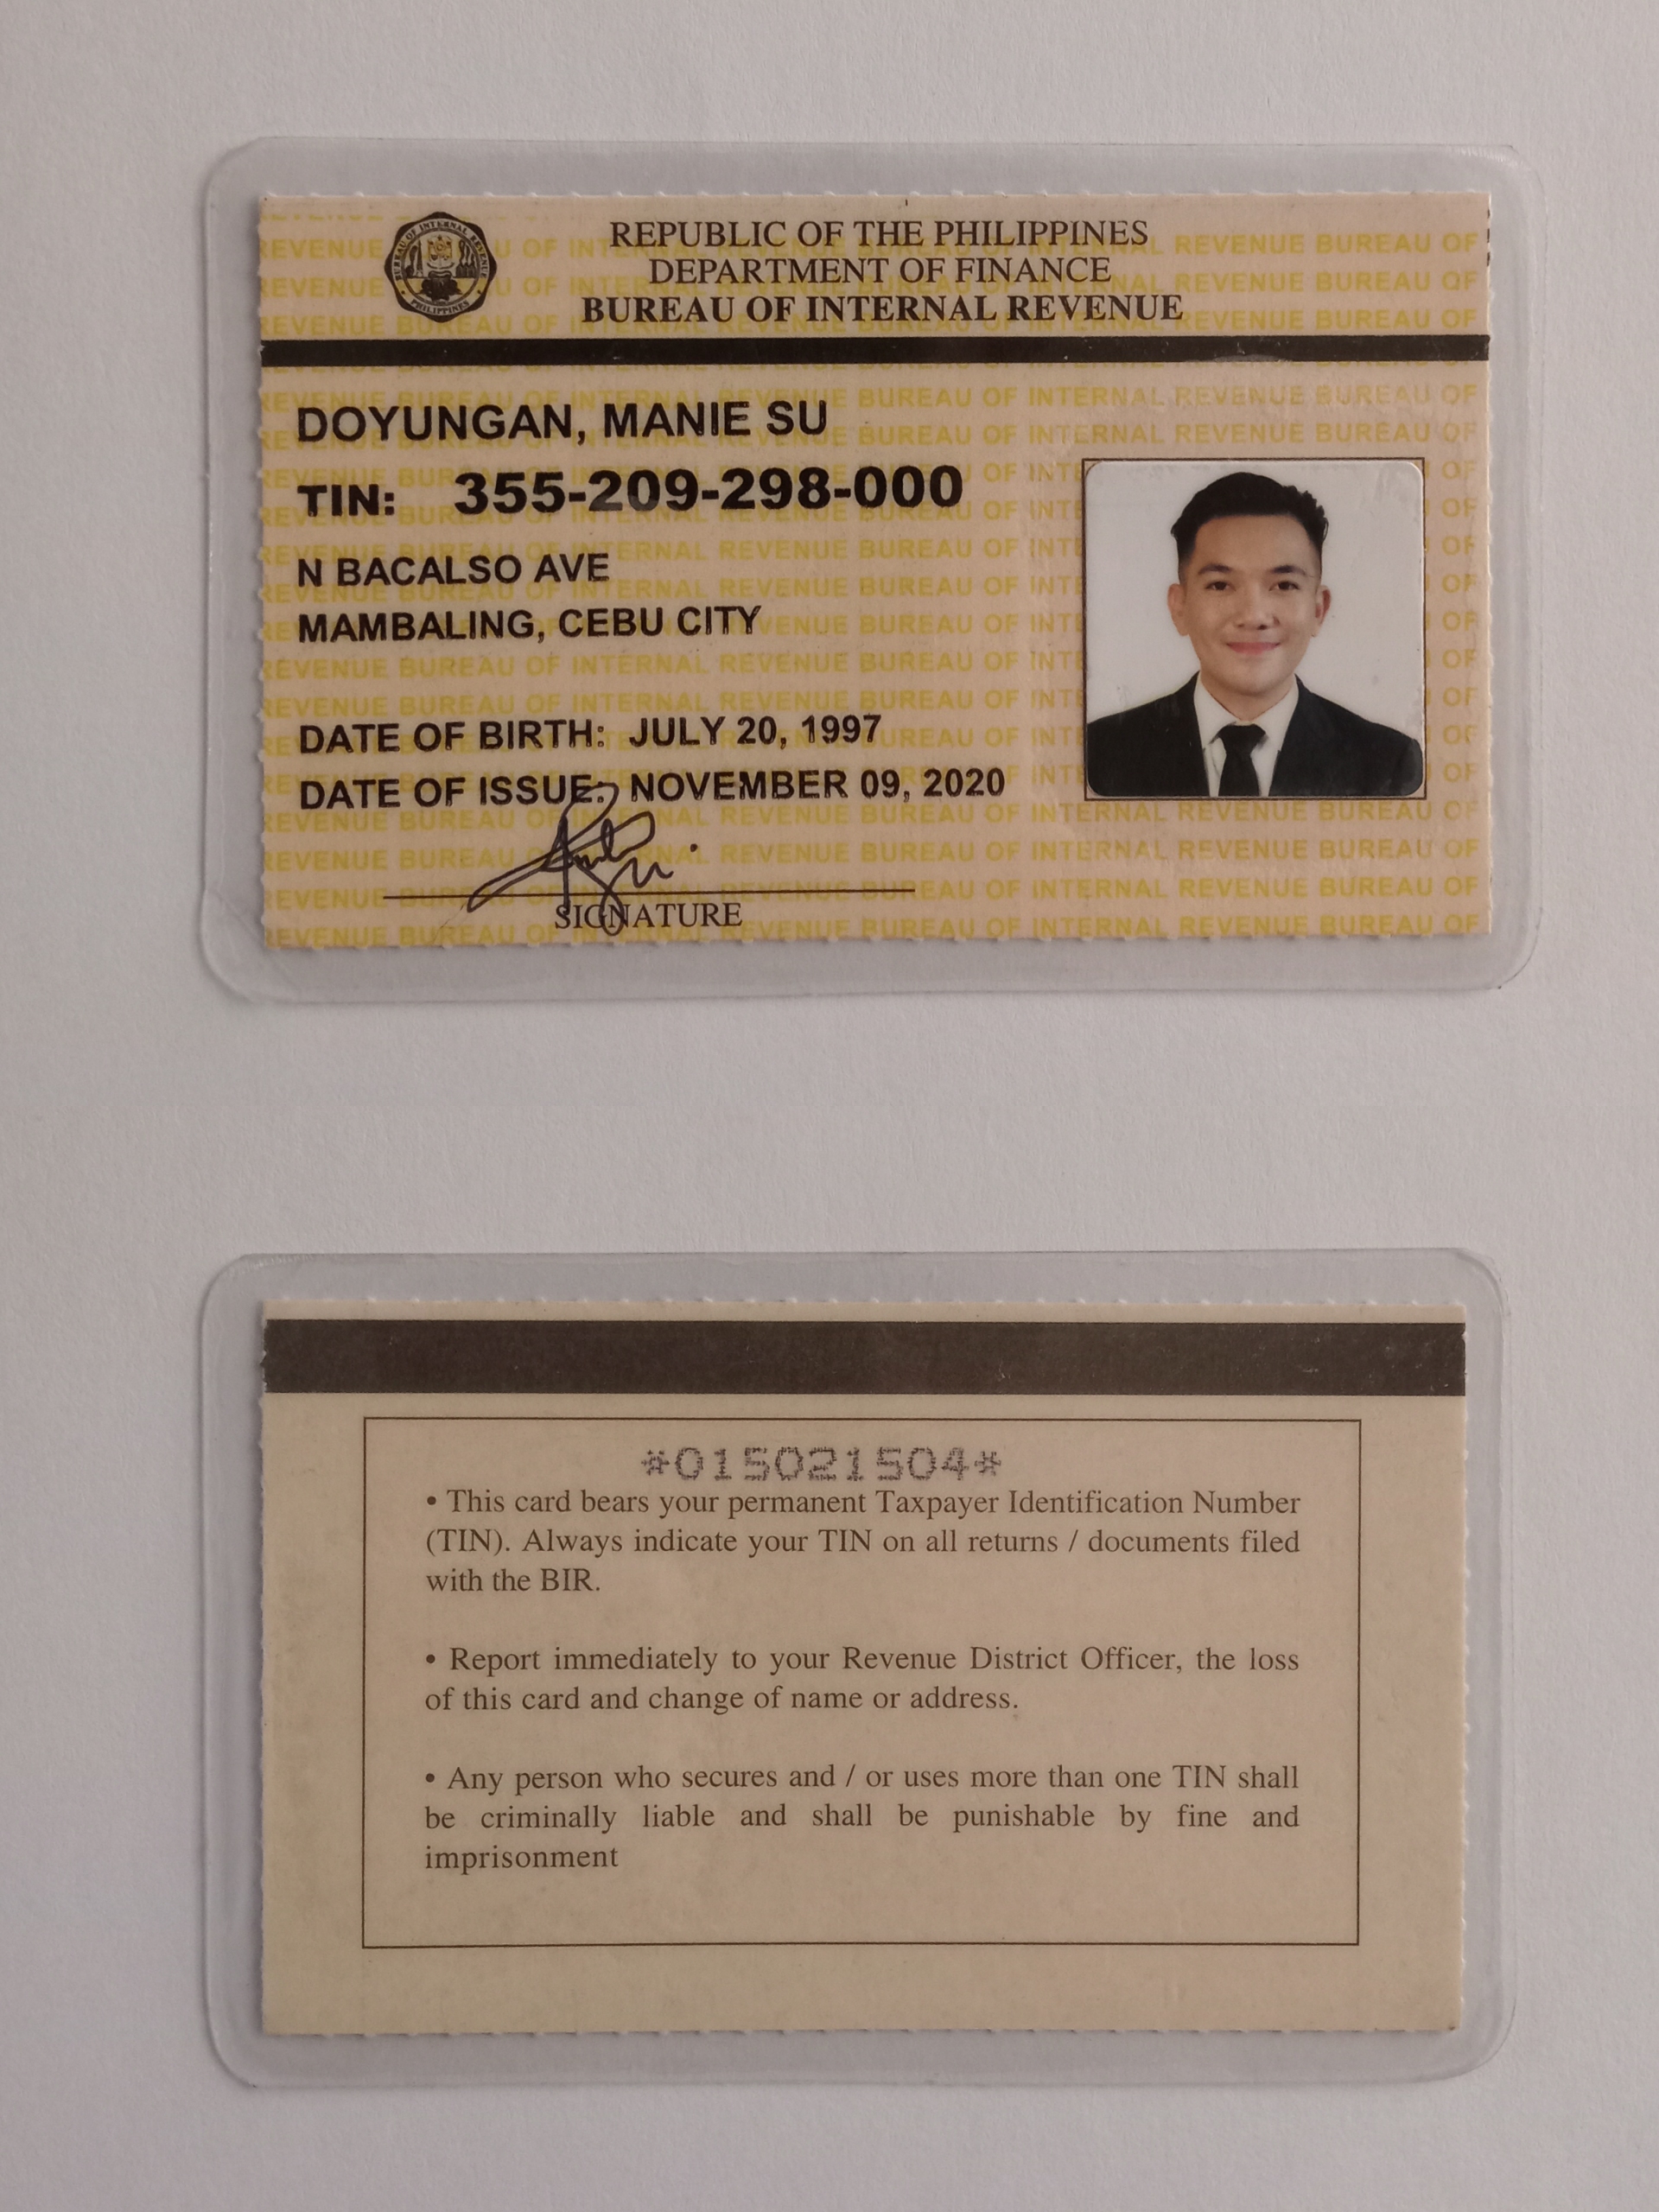 REPUBLIC OF THE PHILIPPINES
DEPARTMENT OF FINANCE
BUREAU OF INTERNAL REVENUE
DOYUNGAN, MANIE SU
TIN: 355-209-298-000
N BACALSO AVE
MAMBALING, CEBU CITY
DATE OF BIRTH: JULY 20, 1997
DATE OF ISSUE: NOVEMBER 09, 2020
SIGNATURE
*015021504*
• This card bears your permanent Taxpayer Identification Number
(TIN). Always indicate your TIN on all returns / documents filed
with the BIR.
• Report immediately to your Revenue District Officer, the loss
of this card and change of name or address.
• Any person who secures and / or uses more than one TIN shall
be criminally liable and shall be punishable by fine and
imprisonment